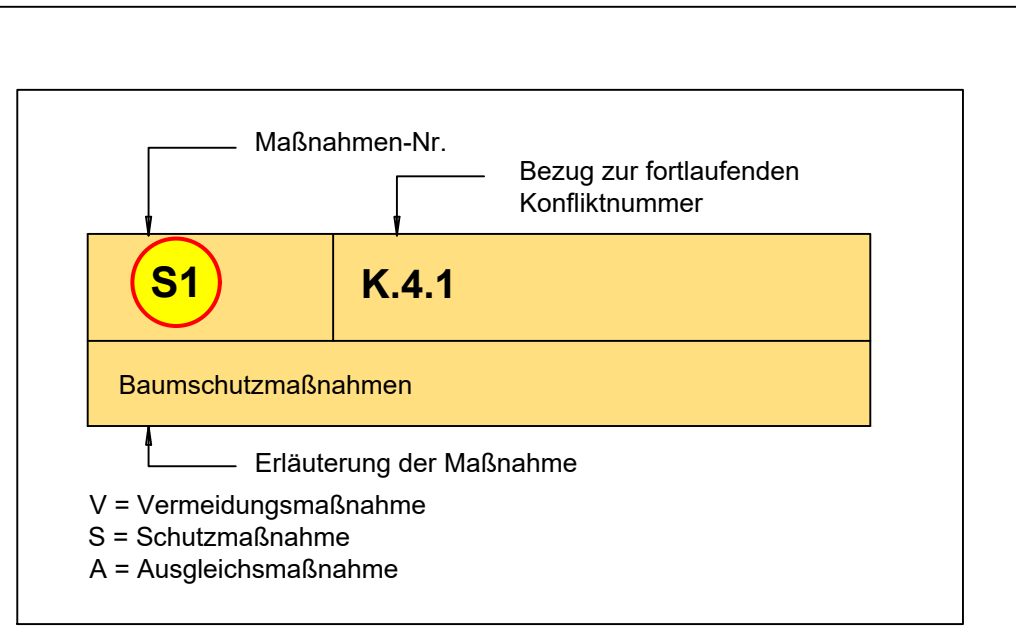 Maßnahmen-Nr.
Bezug zur fortlaufenden
Konfliktnummer
S1
K.4.1
Baumschutzmaßnahmen
Erläuterung der Maßnahme
V = Vermeidungsmaßnahme
S = Schutzmaßnahme
A = Ausgleichsmaßnahme